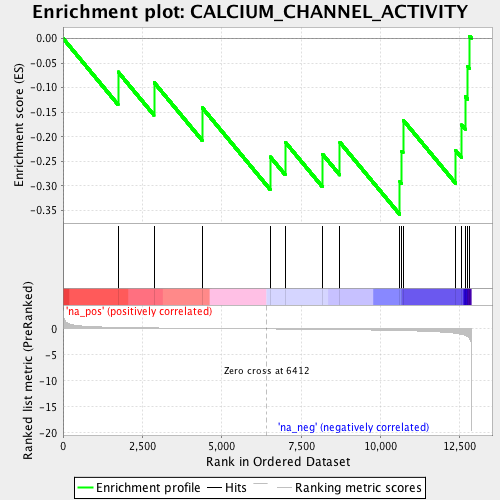 Enrichment plot: CALCIUM_CHANNEL_ACTIVITY
Enrichment score (ES)
0.00
-0.05
-0.10
-0.15
-0.20
-0.25
-0.30
-0.35
'na_pos' (positively correlated)
Ranked list metric (PreRanked)
0
-5
-10
-15
-20
Zero cross at 6412
'na_neg' (negatively correlated)
0
2,500
5,000
7,500
10,000
12,500
Rank in Ordered Dataset
Enrichment profile
Hits
Ranking metric scores